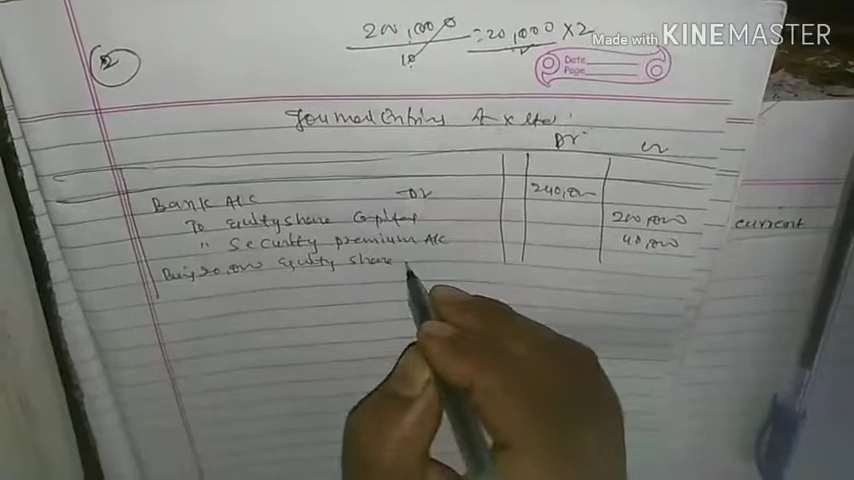 200,000 = 20,000 X 2
10
Made with KINEMASTER
2
Date
Page
Journal Entries A X Ltd.
Dr Cr
Bank A/C Dr 240,000
To Equity share Capital 200,000
" Security premium A/C 40,000
current
Being 20,000 Equity share